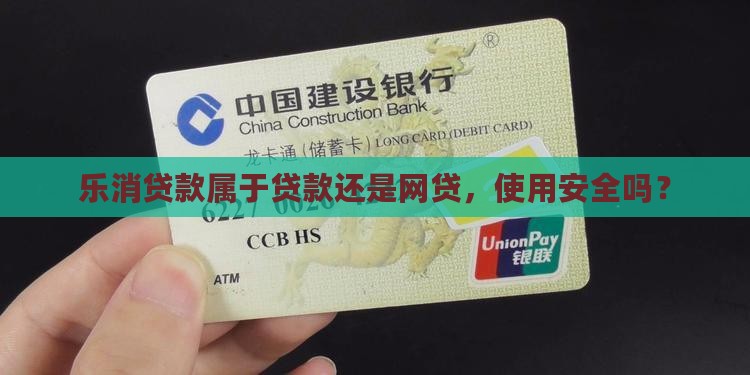 ®
中国建设银行
China Construction Bank
龙卡通(储蓄卡) LONG CARD (DEBIT CARD)
乐消贷款属于贷款还是网贷，使用安全吗？
6227
CCB HS
UnionPay
银联
ATM